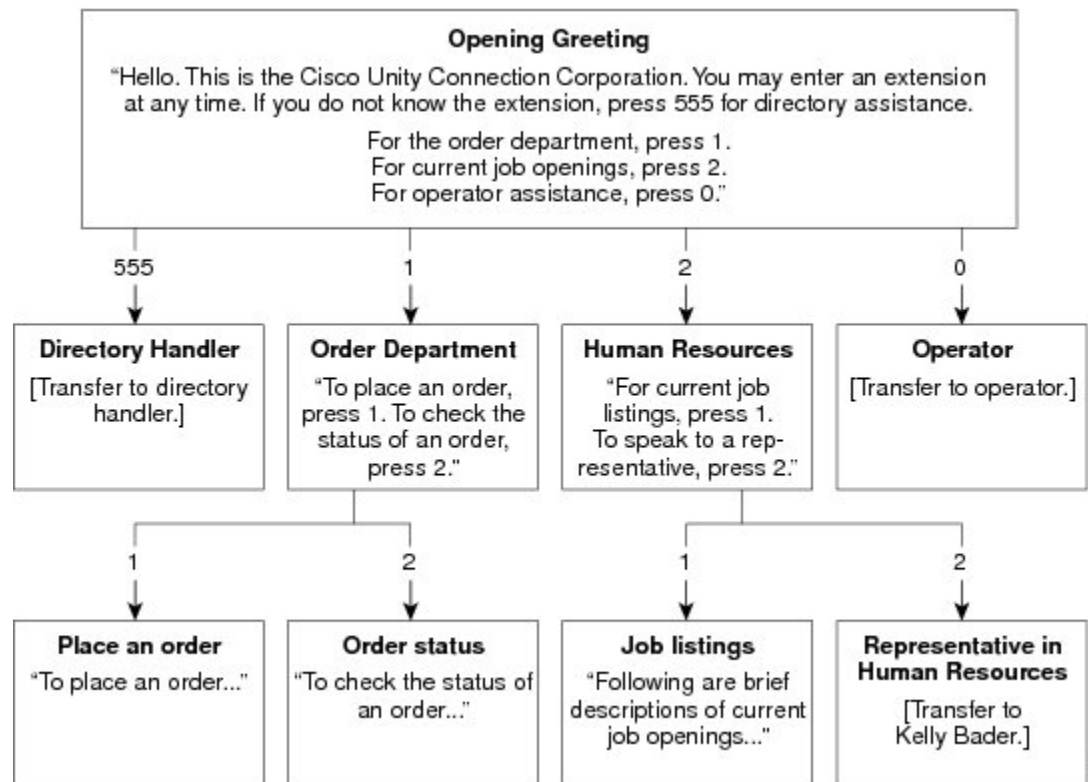 Opening Greeting
“Hello. This is the Cisco Unity Connection Corporation. You may enter an extension
at any time. If you do not know the extension, press 555 for directory assistance.
For the order department, press 1.
For current job openings, press 2.
For operator assistance, press 0.”
555
1
2
0
Directory Handler
[Transfer to directory
handler.]
Order Department
“To place an order,
press 1. To check the
status of an order,
press 2."
Human Resources
“For current job
listings, press 1.
To speak to a rep-
resentative, press 2.”
Operator
[Transfer to operator.]
1
2
1
2
Place an order
“To place an order...”
Order status
“To check the status of
an order...”
Job listings
“Following are brief
descriptions of current
job openings...”
Representative in
Human Resources
[Transfer to
Kelly Bader.]